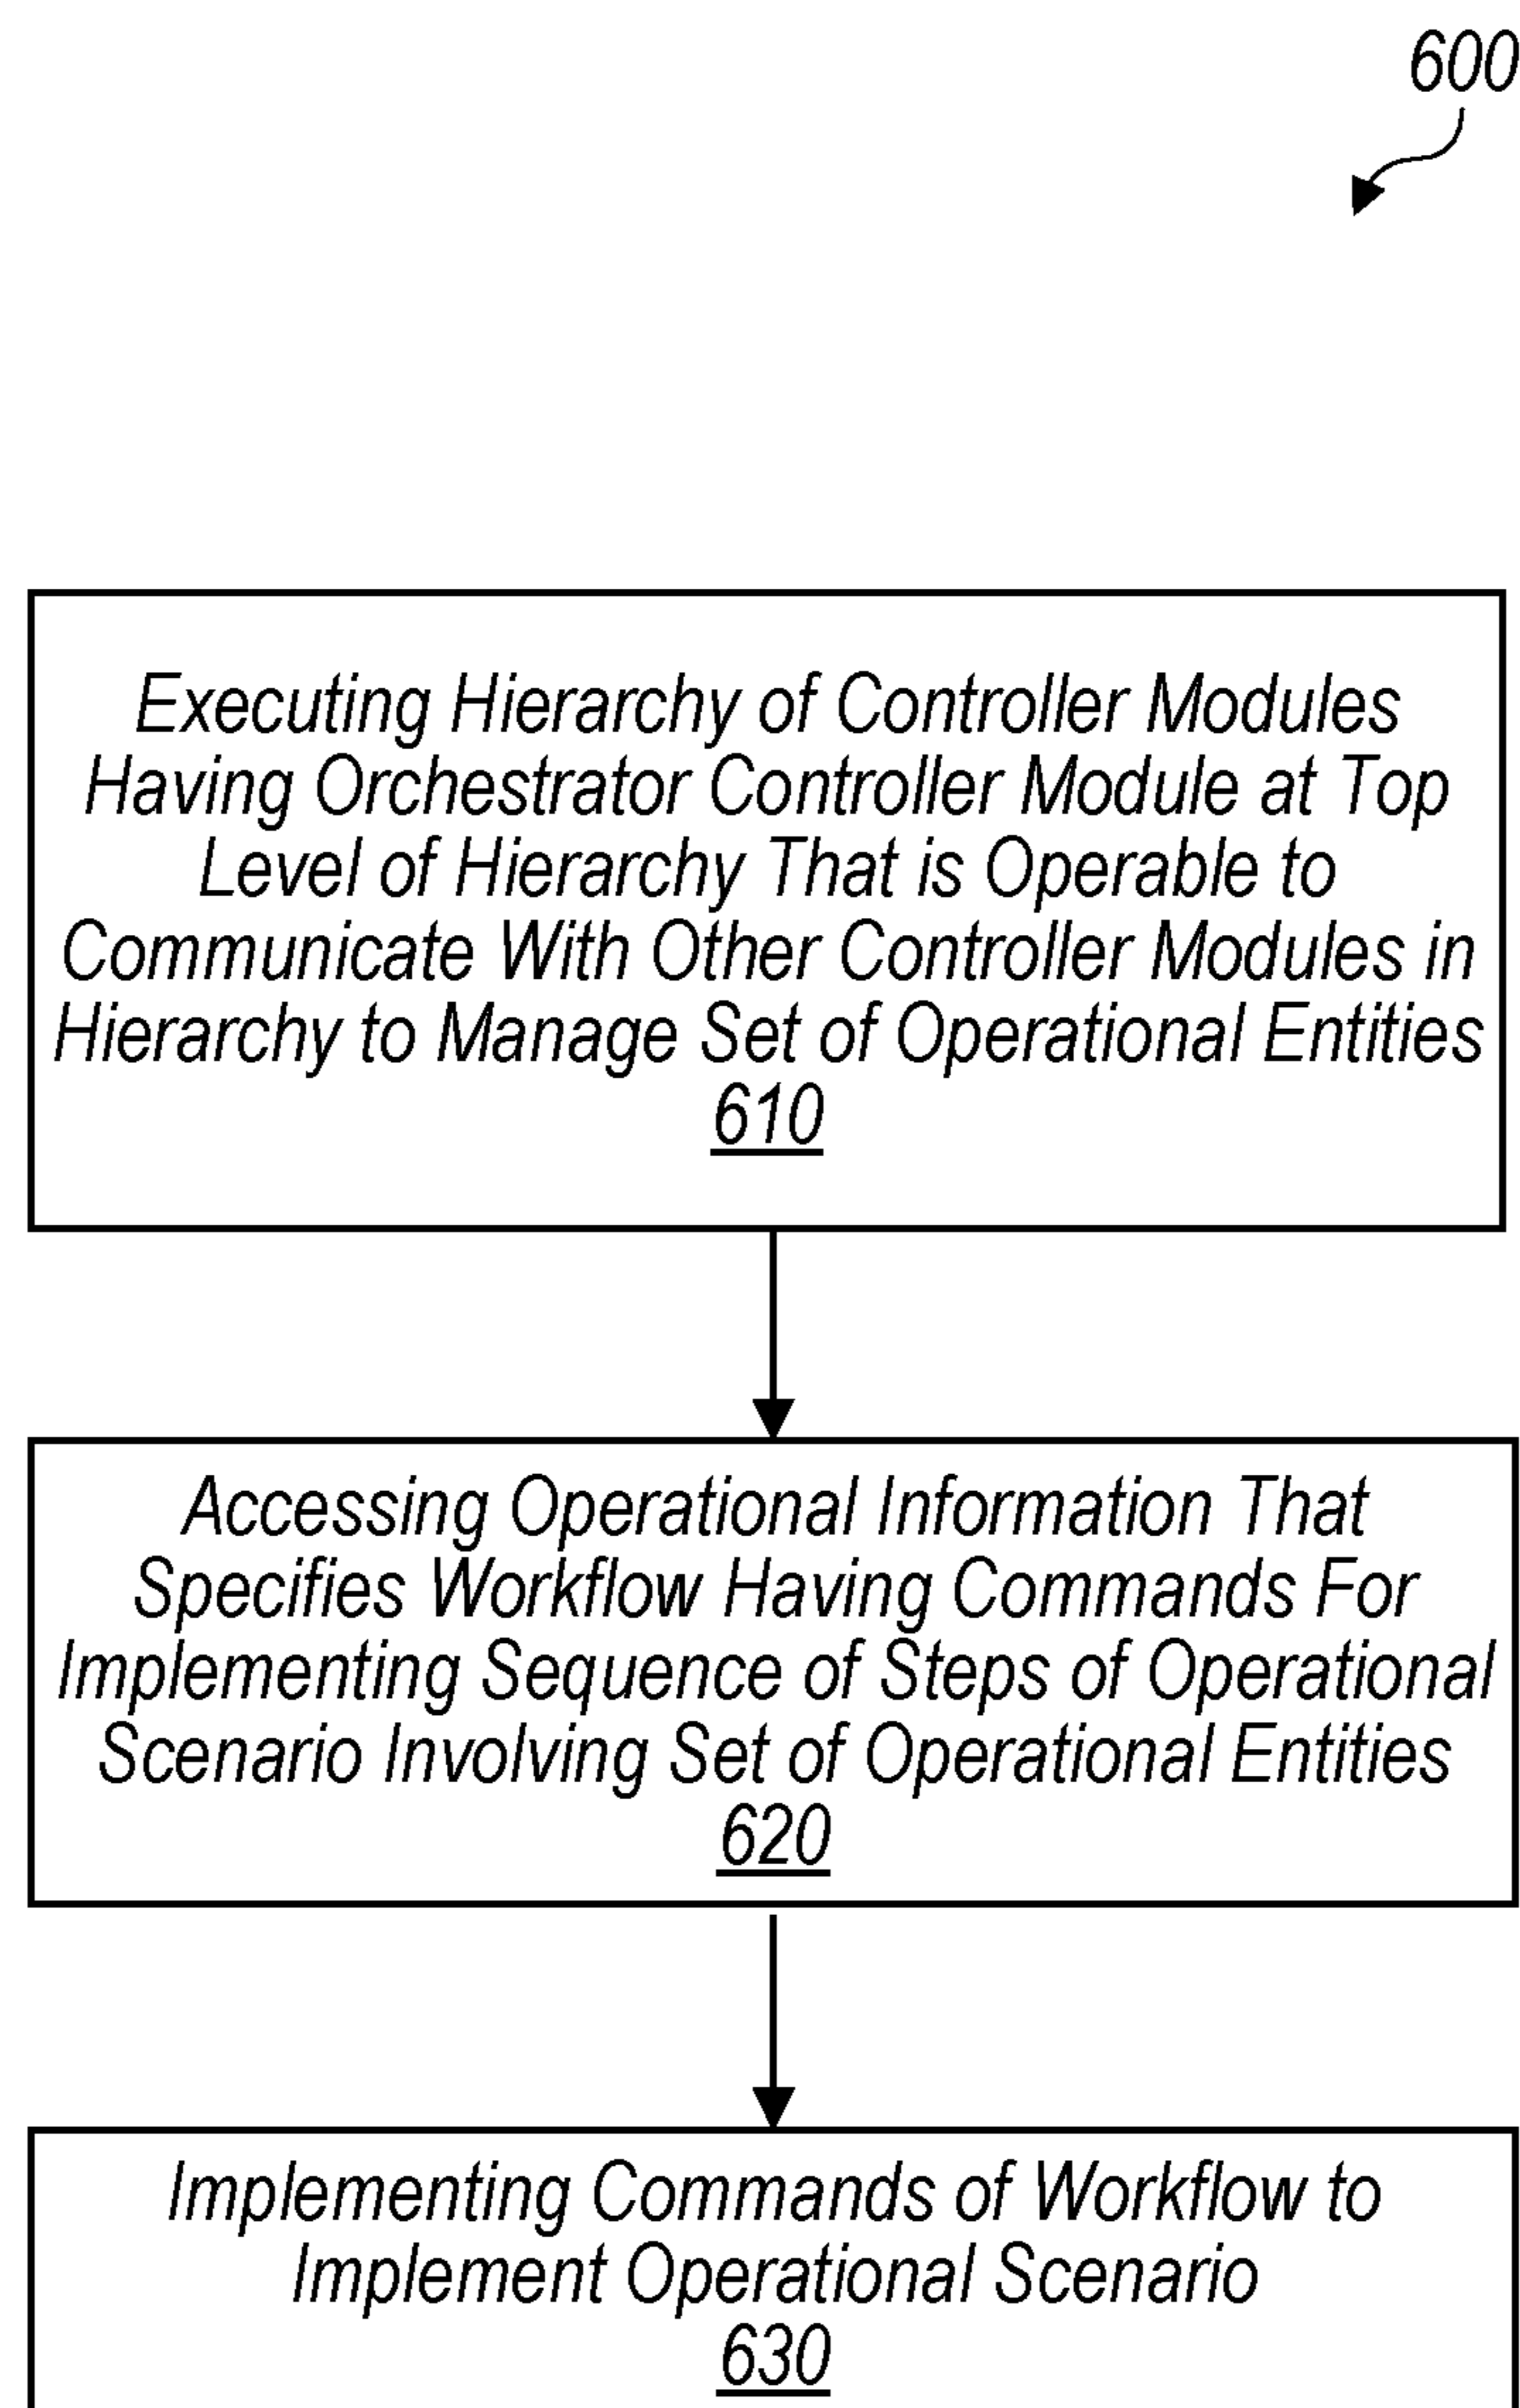 600
Executing Hierarchy of Controller Modules
Having Orchestrator Controller Module at Top
Level of Hierarchy That is Operable to
Communicate With Other Controller Modules in
Hierarchy to Manage Set of Operational Entities
610
Accessing Operational Information That
Specifies Workflow Having Commands For
Implementing Sequence of Steps of Operational
Scenario Involving Set of Operational Entities
620
Implementing Commands of Workflow to
Implement Operational Scenario
630